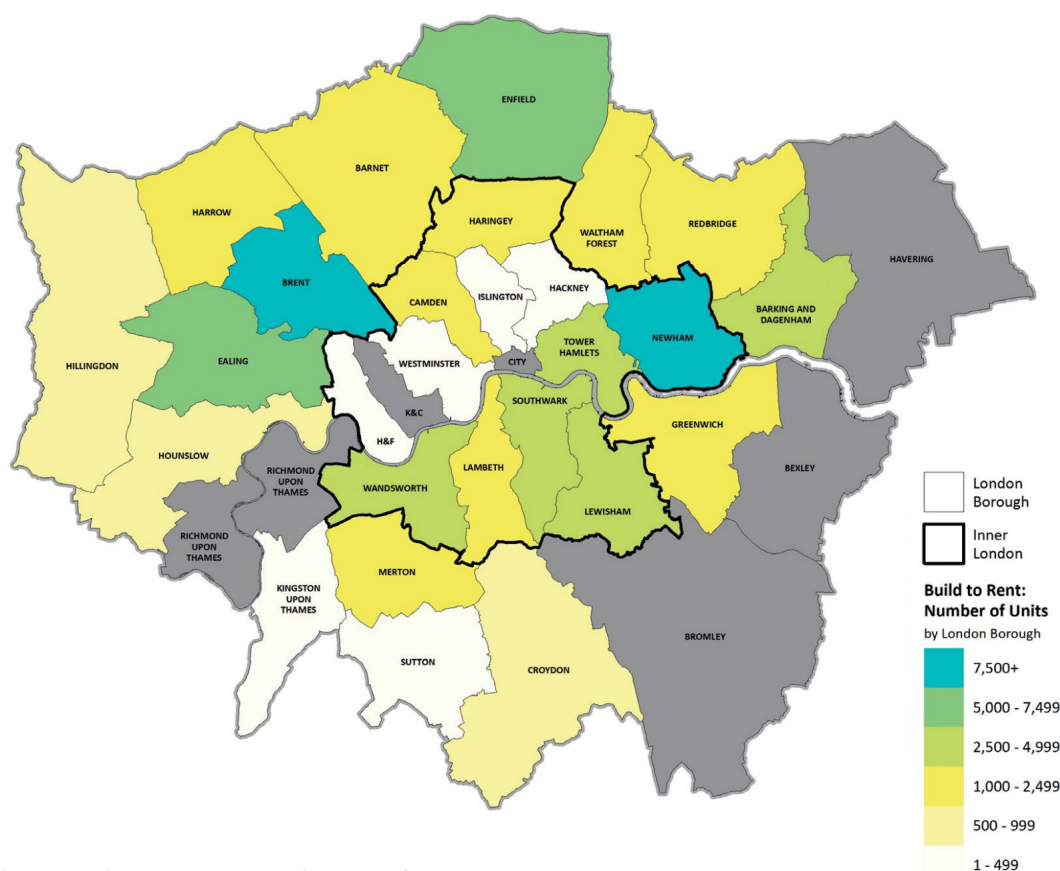 ENFIELD
BARNET
HARROW
HARINGEY
WALTHAM
FOREST
REDBRIDGE
HAVERING
BRENT
CAMDEN
ISLINGTON
HACKNEY
BARKING AND
DAGENHAM
NEWHAM
TOWER
HAMLETS
HILLINGDON
EALING
WESTMINSTER
CITY
K&C
SOUTHWARK
H&F
GREENWICH
HOUNSLOW
RICHMOND
UPON
THAMES
WANDSWORTH
LAMBETH
BEXLEY
LEWISHAM
RICHMOND
UPON
THAMES
KINGSTON
UPON
THAMES
MERTON
BROMLEY
SUTTON
CROYDON
London
Borough
Inner
London
Build to Rent:
Number of Units
by London Borough
7,500+
5,000 - 7,499
2,500 - 4,999
1,000 - 2,499
500 - 999
1 - 499